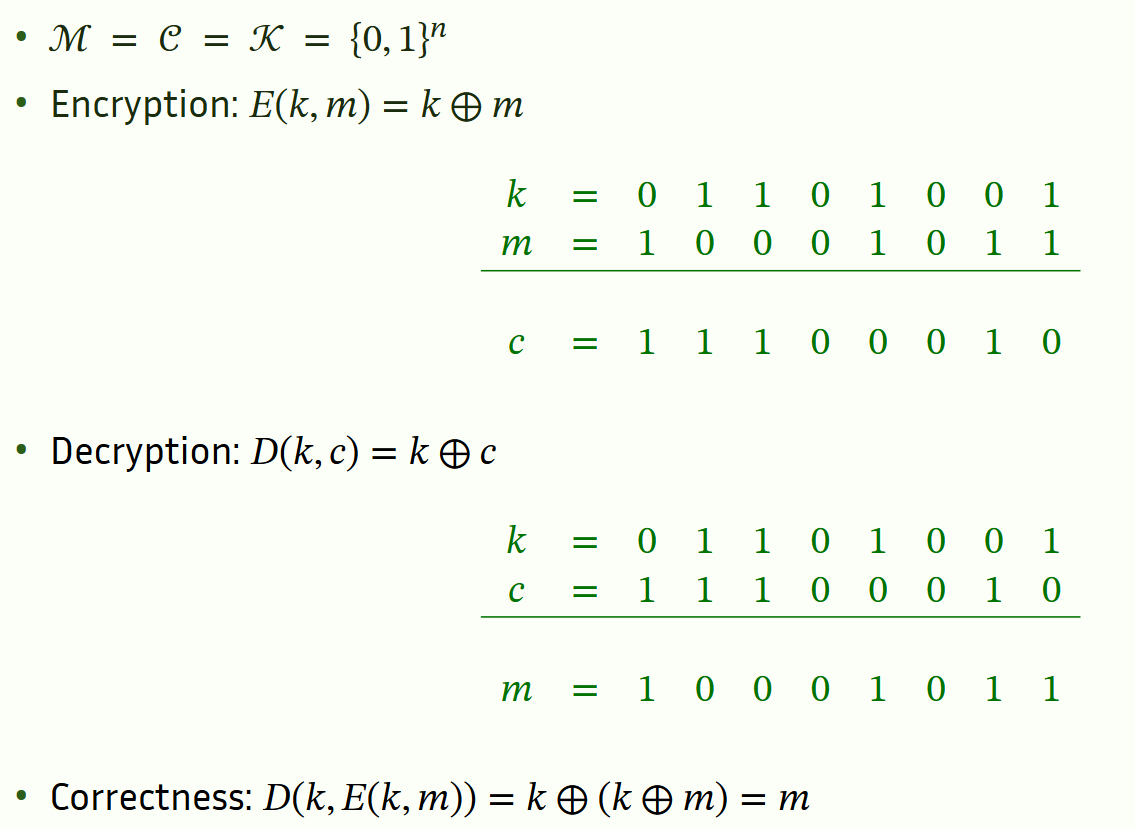 • ℳ = 𝒞 = 𝒦 = {0, 1}ⁿ
• Encryption: E(k, m) = k ⊕ m
k = 0 1 1 0 1 0 0 1
m = 1 0 0 0 1 0 1 1
c = 1 1 1 0 0 0 1 0
• Decryption: D(k, c) = k ⊕ c
k = 0 1 1 0 1 0 0 1
c = 1 1 1 0 0 0 1 0
m = 1 0 0 0 1 0 1 1
• Correctness: D(k, E(k, m)) = k ⊕ (k ⊕ m) = m